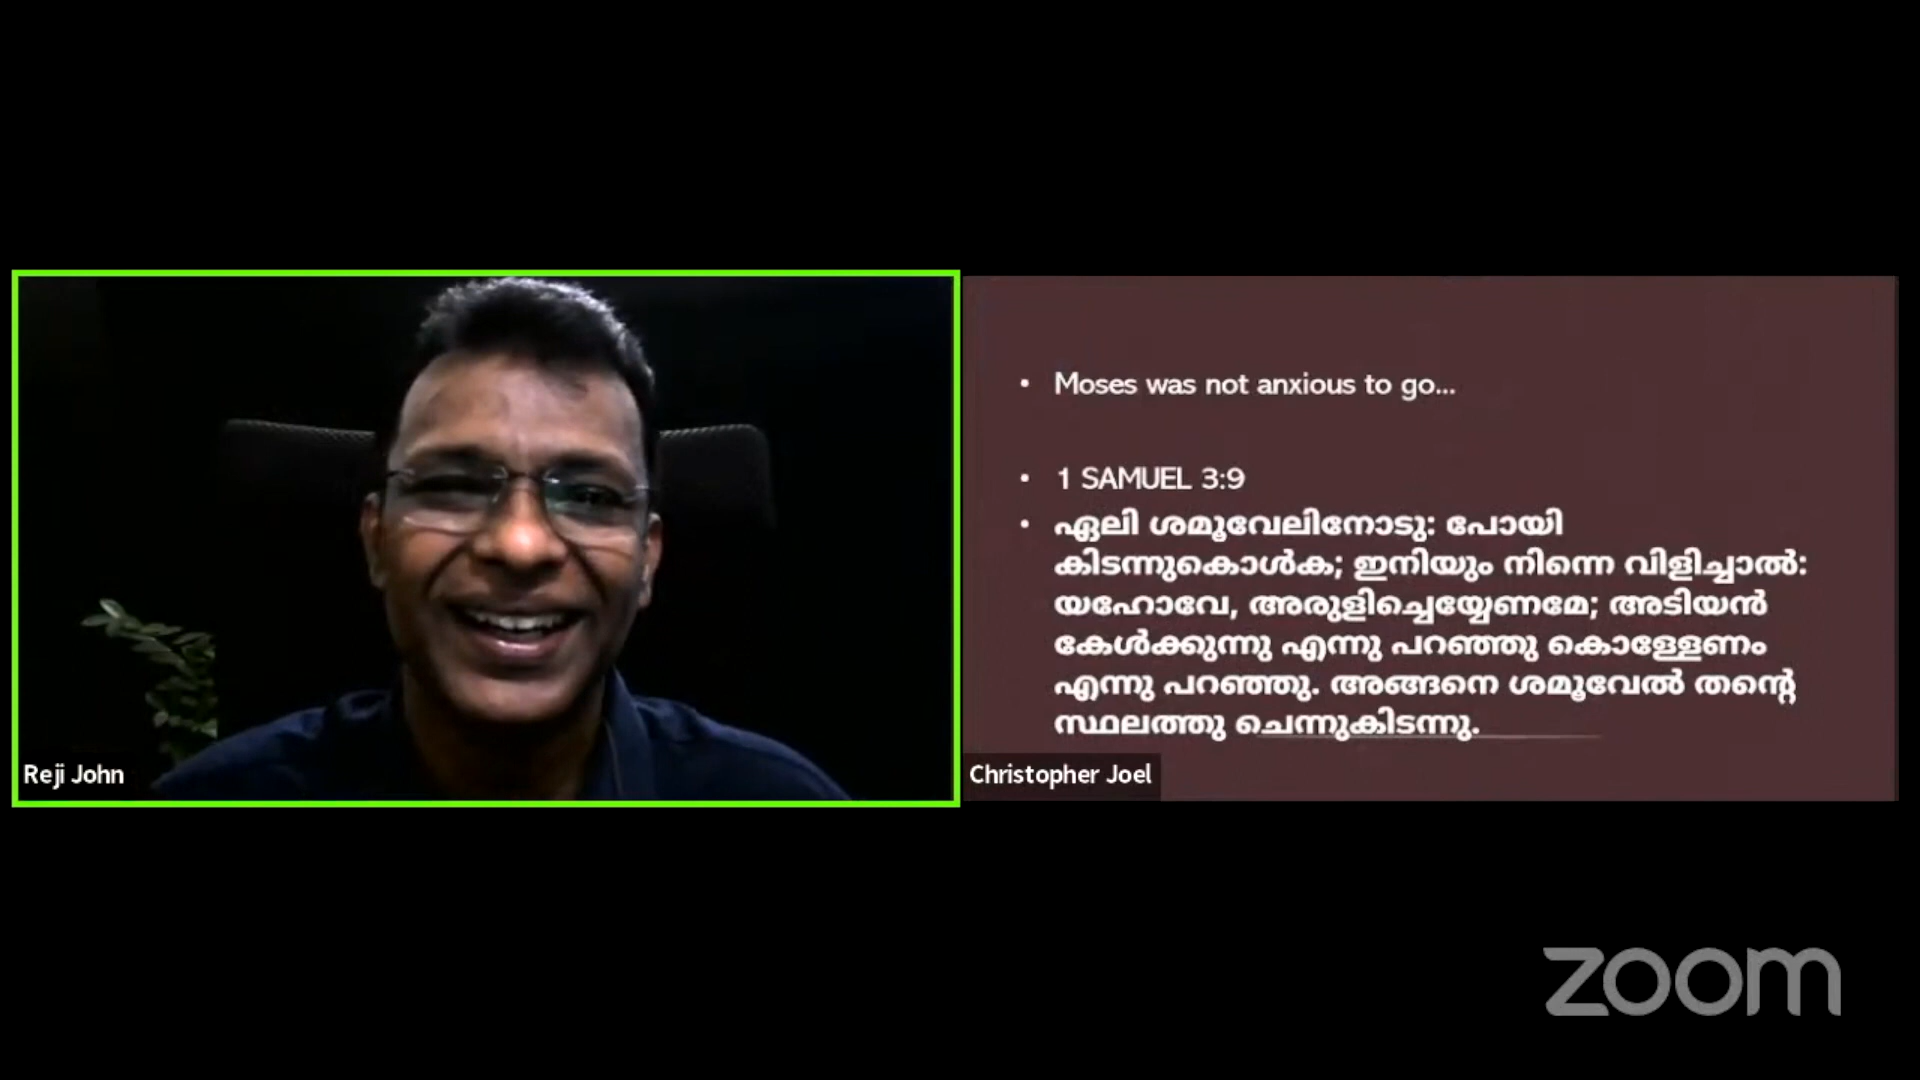 Moses was not anxious to go...
1 SAMUEL 3:9
ഏലി ശമൂവേലിനോടു: പോയി
കിടന്നുകൊൾക; ഇനിയും നിന്നെ വിളിച്ചാൽ:
യഹോവേ, അരുളിച്ചെയ്യേണമേ; അടിയൻ
കേൾക്കുന്നു എന്നു പറഞ്ഞു കൊള്ളേണം
എന്നു പറഞ്ഞു. അങ്ങനെ ശമൂവേൽ തന്റെ
സ്ഥലത്തു ചെന്നുകിടന്നു.
Reji John
Christopher Joel
zoom